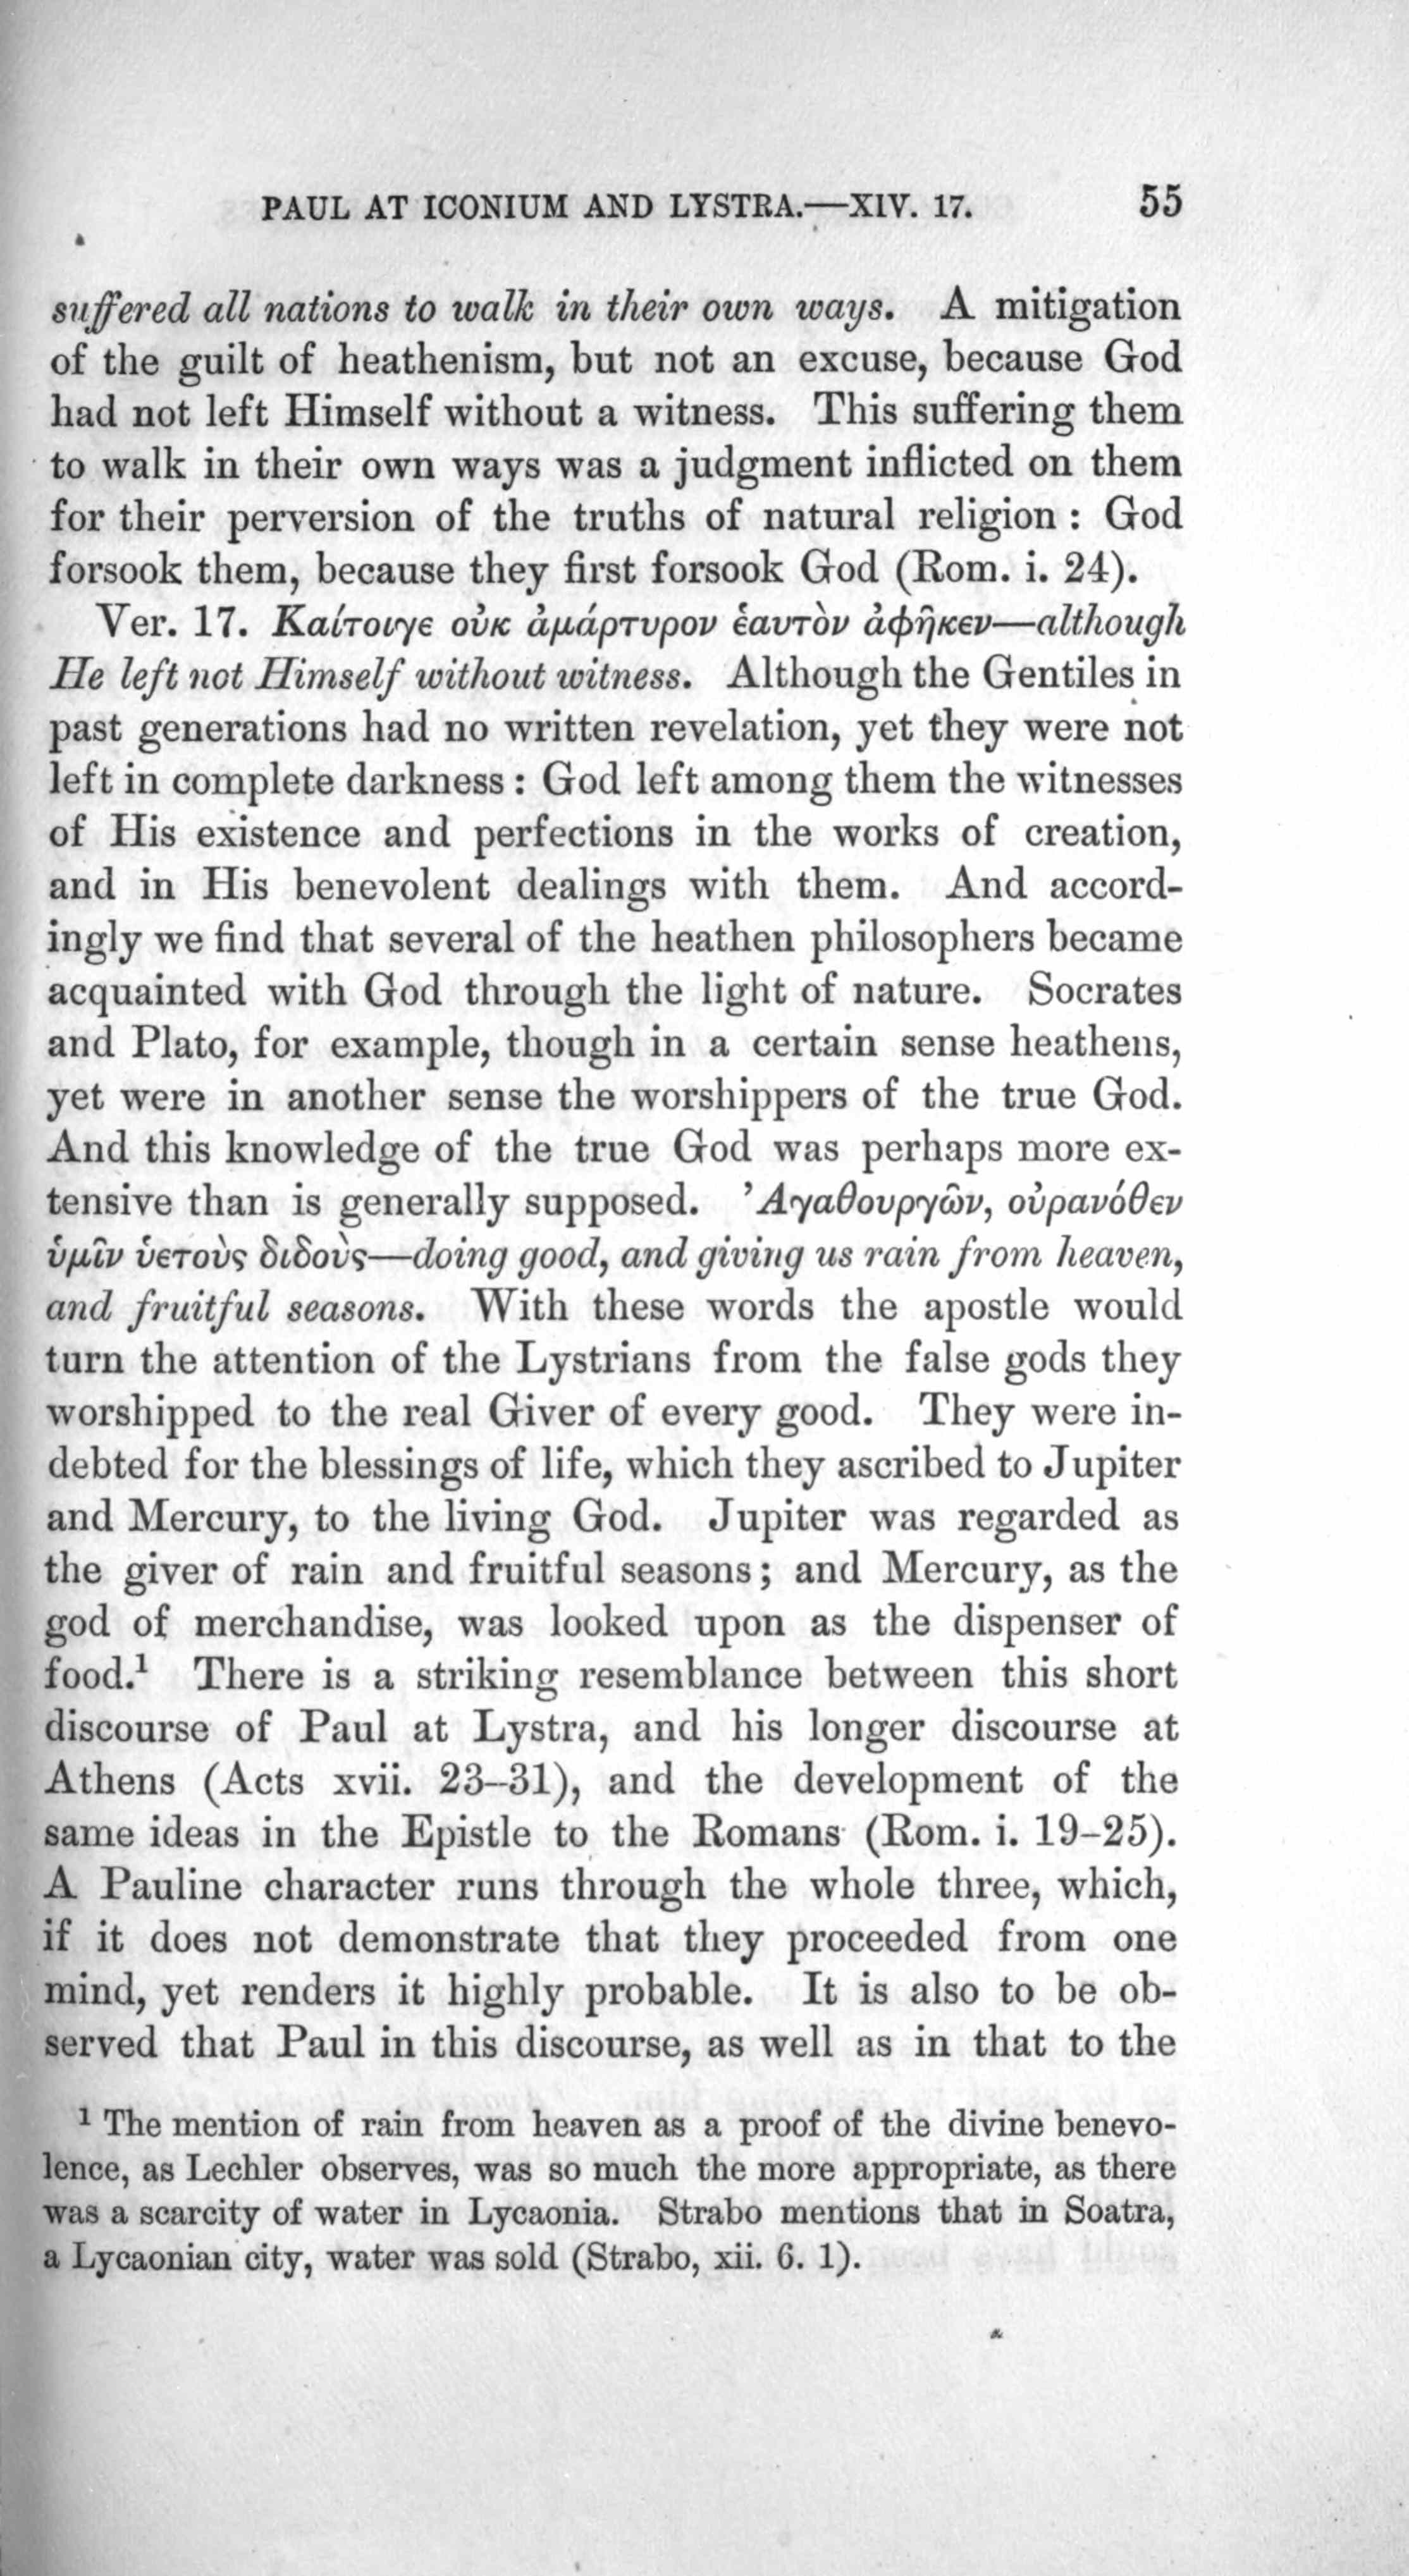 PAUL AT ICONIUM AND LYSTRA.—XIV. 17. 55
suffered all nations to walk in their own ways. A mitigation
of the guilt of heathenism, but not an excuse, because God
had not left Himself without a witness. This suffering them
to walk in their own ways was a judgment inflicted on them
for their perversion of the truths of natural religion : God
forsook them, because they first forsook God (Rom. i. 24).
Ver. 17. Καίτοιγε οὐκ ἀμάρτυρον ἑαυτὸν ἀφῆκεν—although
He left not Himself without witness. Although the Gentiles in
past generations had no written revelation, yet they were not
left in complete darkness : God left among them the witnesses
of His existence and perfections in the works of creation,
and in His benevolent dealings with them. And accord-
ingly we find that several of the heathen philosophers became
acquainted with God through the light of nature. Socrates
and Plato, for example, though in a certain sense heathens,
yet were in another sense the worshippers of the true God.
And this knowledge of the true God was perhaps more ex-
tensive than is generally supposed. Ἀγαθουργῶν, οὐρανόθεν
ὑμῖν ὑετοὺς διδοὺς—doing good, and giving us rain from heaven,
and fruitful seasons. With these words the apostle would
turn the attention of the Lystrians from the false gods they
worshipped to the real Giver of every good. They were in-
debted for the blessings of life, which they ascribed to Jupiter
and Mercury, to the living God. Jupiter was regarded as
the giver of rain and fruitful seasons ; and Mercury, as the
god of merchandise, was looked upon as the dispenser of
food.¹ There is a striking resemblance between this short
discourse of Paul at Lystra, and his longer discourse at
Athens (Acts xvii. 23–31), and the development of the
same ideas in the Epistle to the Romans (Rom. i. 19–25).
A Pauline character runs through the whole three, which,
if it does not demonstrate that they proceeded from one
mind, yet renders it highly probable. It is also to be ob-
served that Paul in this discourse, as well as in that to the
¹ The mention of rain from heaven as a proof of the divine benevo-
lence, as Lechler observes, was so much the more appropriate, as there
was a scarcity of water in Lycaonia. Strabo mentions that in Soatra,
a Lycaonian city, water was sold (Strabo, xii. 6. 1).